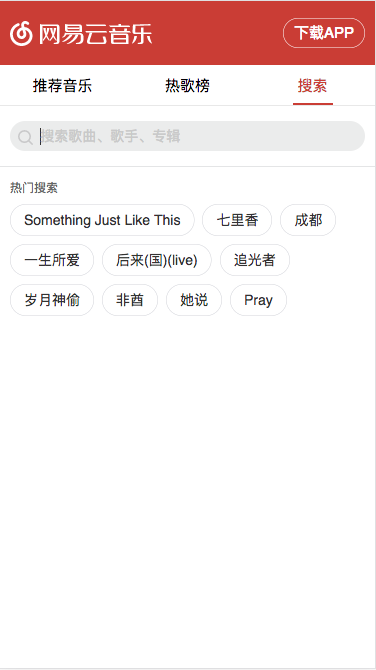 网易云音乐 下载APP
推荐音乐 热歌榜 搜索
搜索歌曲、歌手、专辑
热门搜索
Something Just Like This 七里香 成都
一生所爱 后来(国)(live) 追光者
岁月神偷 非酋 她说 Pray